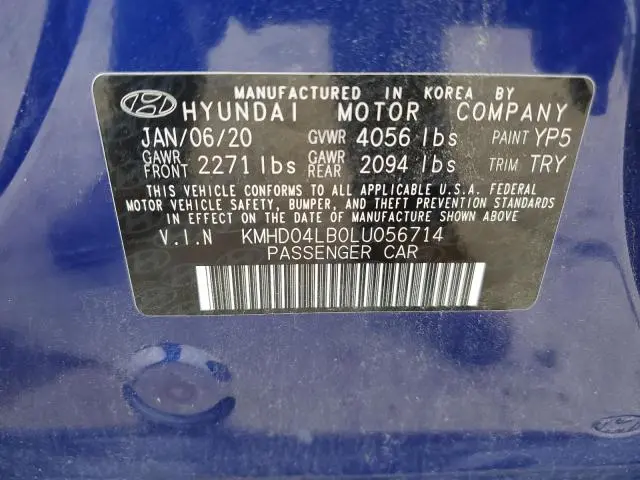 MANUFACTURED IN KOREA BY
HYUNDAI MOTOR COMPANY
JAN/06/20 GVWR 4056 lbs PAINT YP5
GAWR FRONT 2271 lbs GAWR REAR 2094 lbs TRIM TRY
THIS VEHICLE CONFORMS TO ALL APPLICABLE U.S.A. FEDERAL
MOTOR VEHICLE SAFETY, BUMPER, AND THEFT PREVENTION STANDARDS
IN EFFECT ON THE DATE OF MANUFACTURE SHOWN ABOVE
V.I.N KMHD04LB0LU056714
PASSENGER CAR